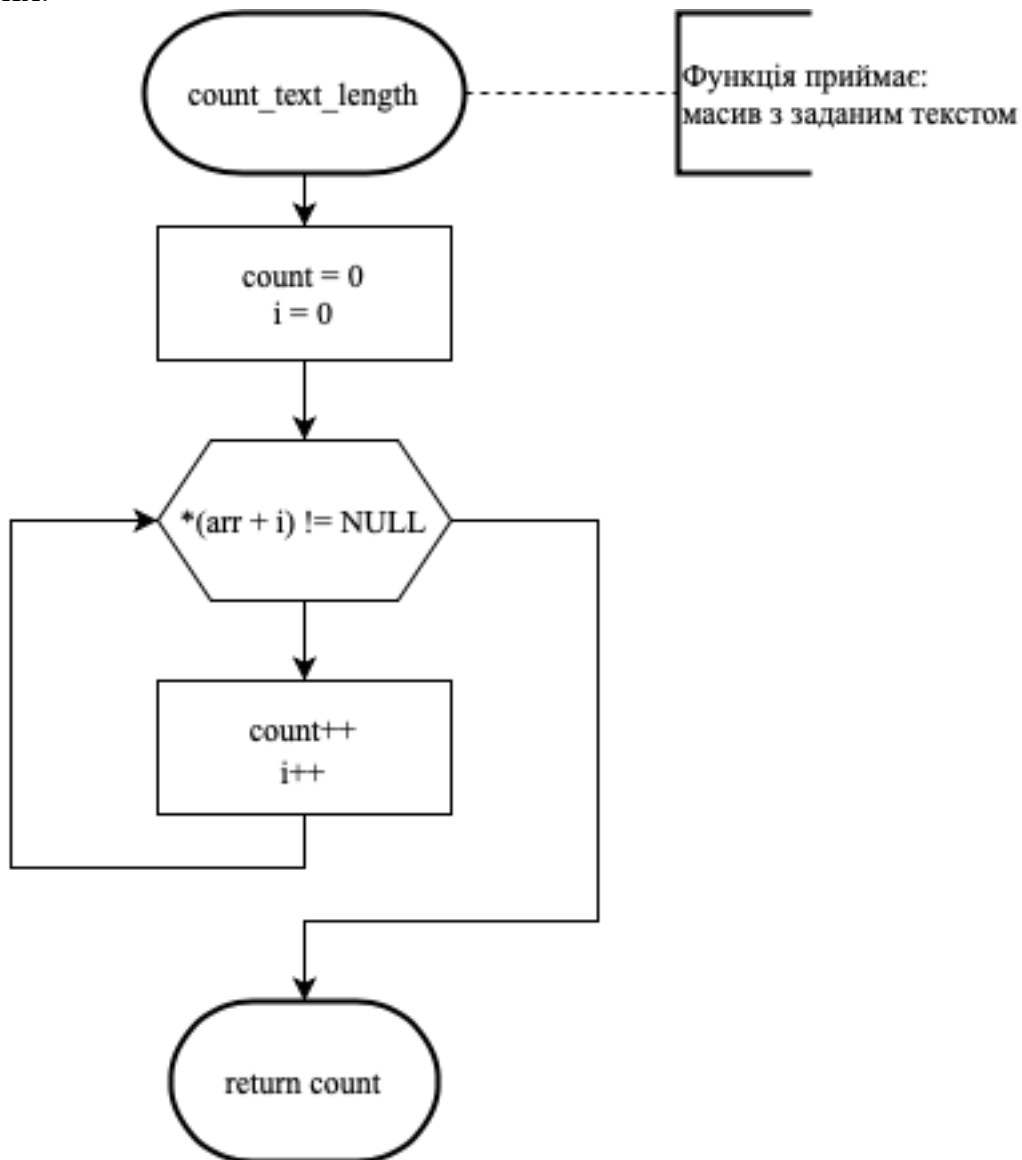 count_text_length
Функція приймає:
масив з заданим текстом
count = 0
i = 0
*(arr + i) != NULL
count++
i++
return count